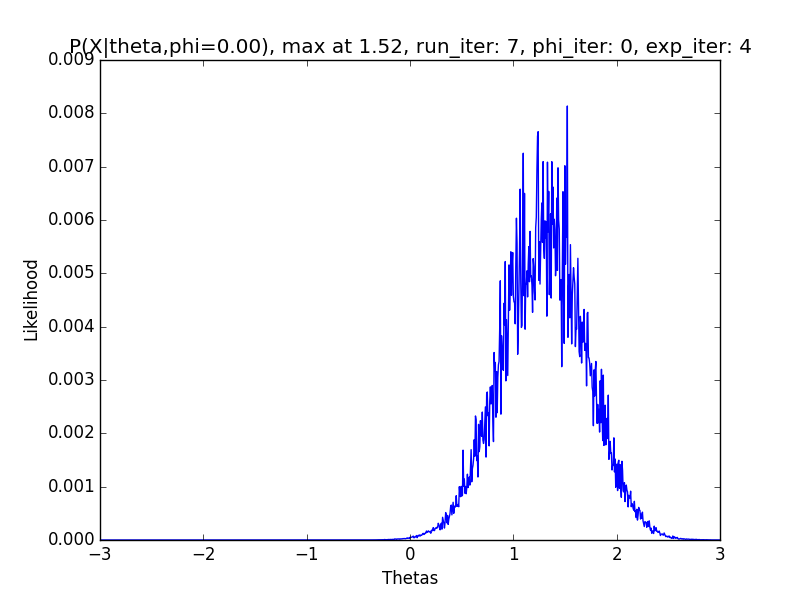 P(X|theta,phi=0.00), max at 1.52, run_iter: 7, phi_iter: 0, exp_iter: 4
0.009
0.008
0.007
0.006
0.005
0.004
0.003
0.002
0.001
0.000
Likelihood
−3 −2 −1 0 1 2 3
Thetas